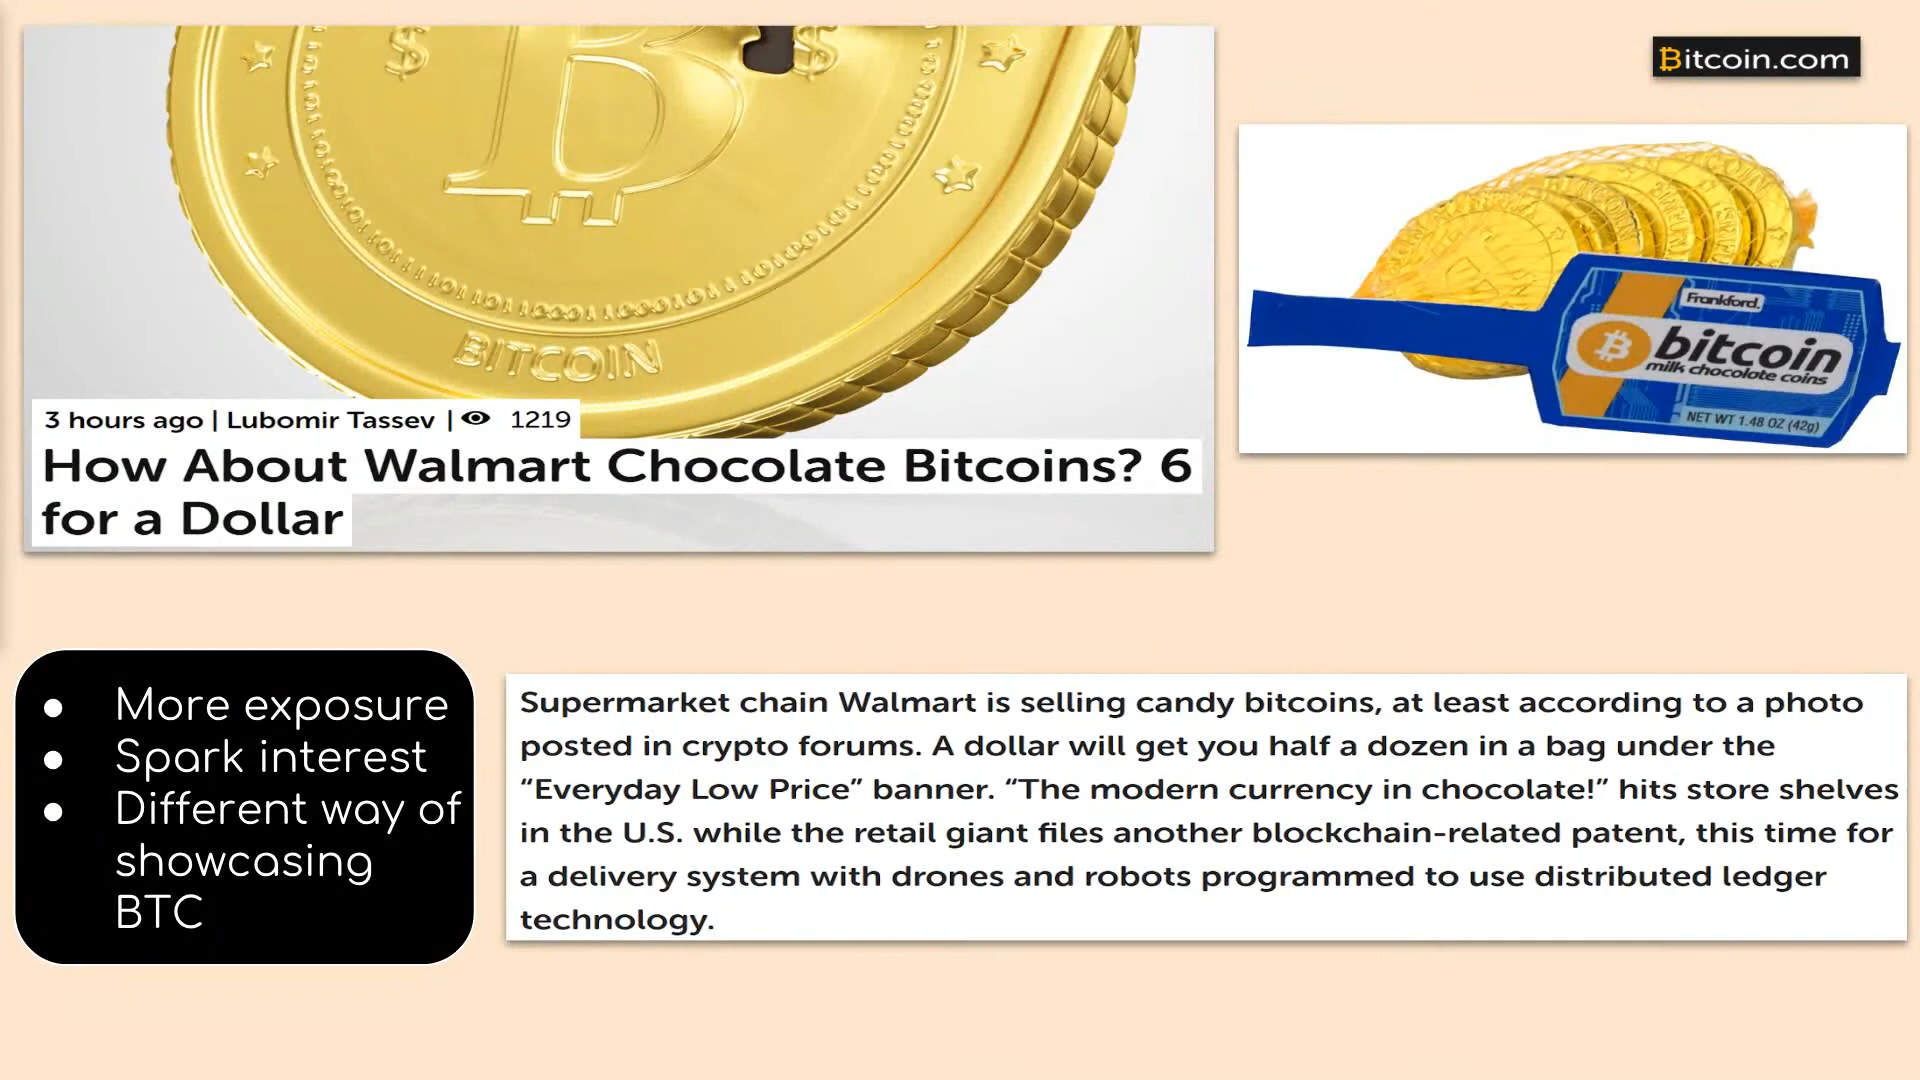 Bitcoin.com
BITCOIN
3 hours ago | Lubomir Tassev | 1219
How About Walmart Chocolate Bitcoins? 6
for a Dollar
Frankford.
bitcoin
milk chocolate coins
NET WT 1.48 OZ (42g)
● More exposure
● Spark interest
● Different way of
showcasing
BTC
Supermarket chain Walmart is selling candy bitcoins, at least according to a photo
posted in crypto forums. A dollar will get you half a dozen in a bag under the
“Everyday Low Price” banner. “The modern currency in chocolate!” hits store shelves
in the U.S. while the retail giant files another blockchain-related patent, this time for
a delivery system with drones and robots programmed to use distributed ledger
technology.